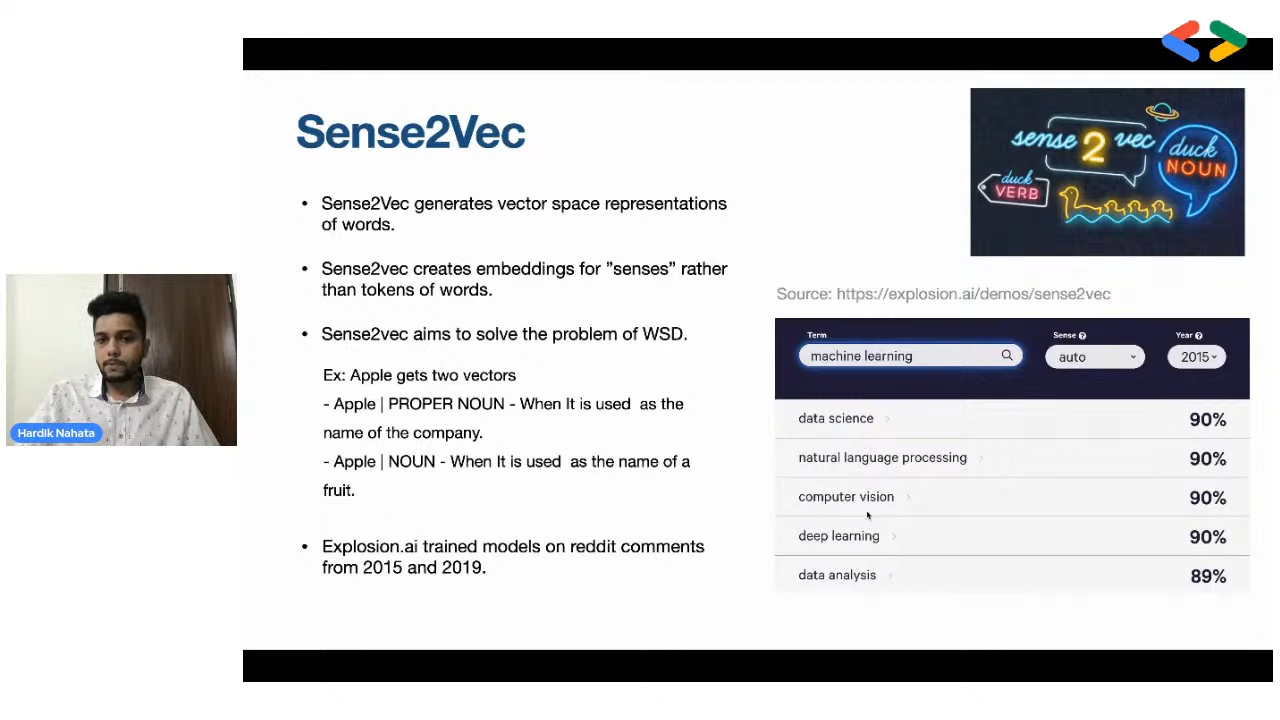 Sense2Vec
• Sense2Vec generates vector space representations
of words.
• Sense2vec creates embeddings for ”senses” rather
than tokens of words.
• Sense2vec aims to solve the problem of WSD.
Ex: Apple gets two vectors
- Apple | PROPER NOUN - When It is used as the
name of the company.
- Apple | NOUN - When It is used as the name of a
fruit.
• Explosion.ai trained models on reddit comments
from 2015 and 2019.
sense 2 vec
duck
NOUN
duck
VERB
Source: https://explosion.ai/demos/sense2vec
Term Sense ? Year ?
machine learning auto 2015
data science 90%
natural language processing 90%
computer vision 90%
deep learning 90%
data analysis 89%
Hardik Nahata